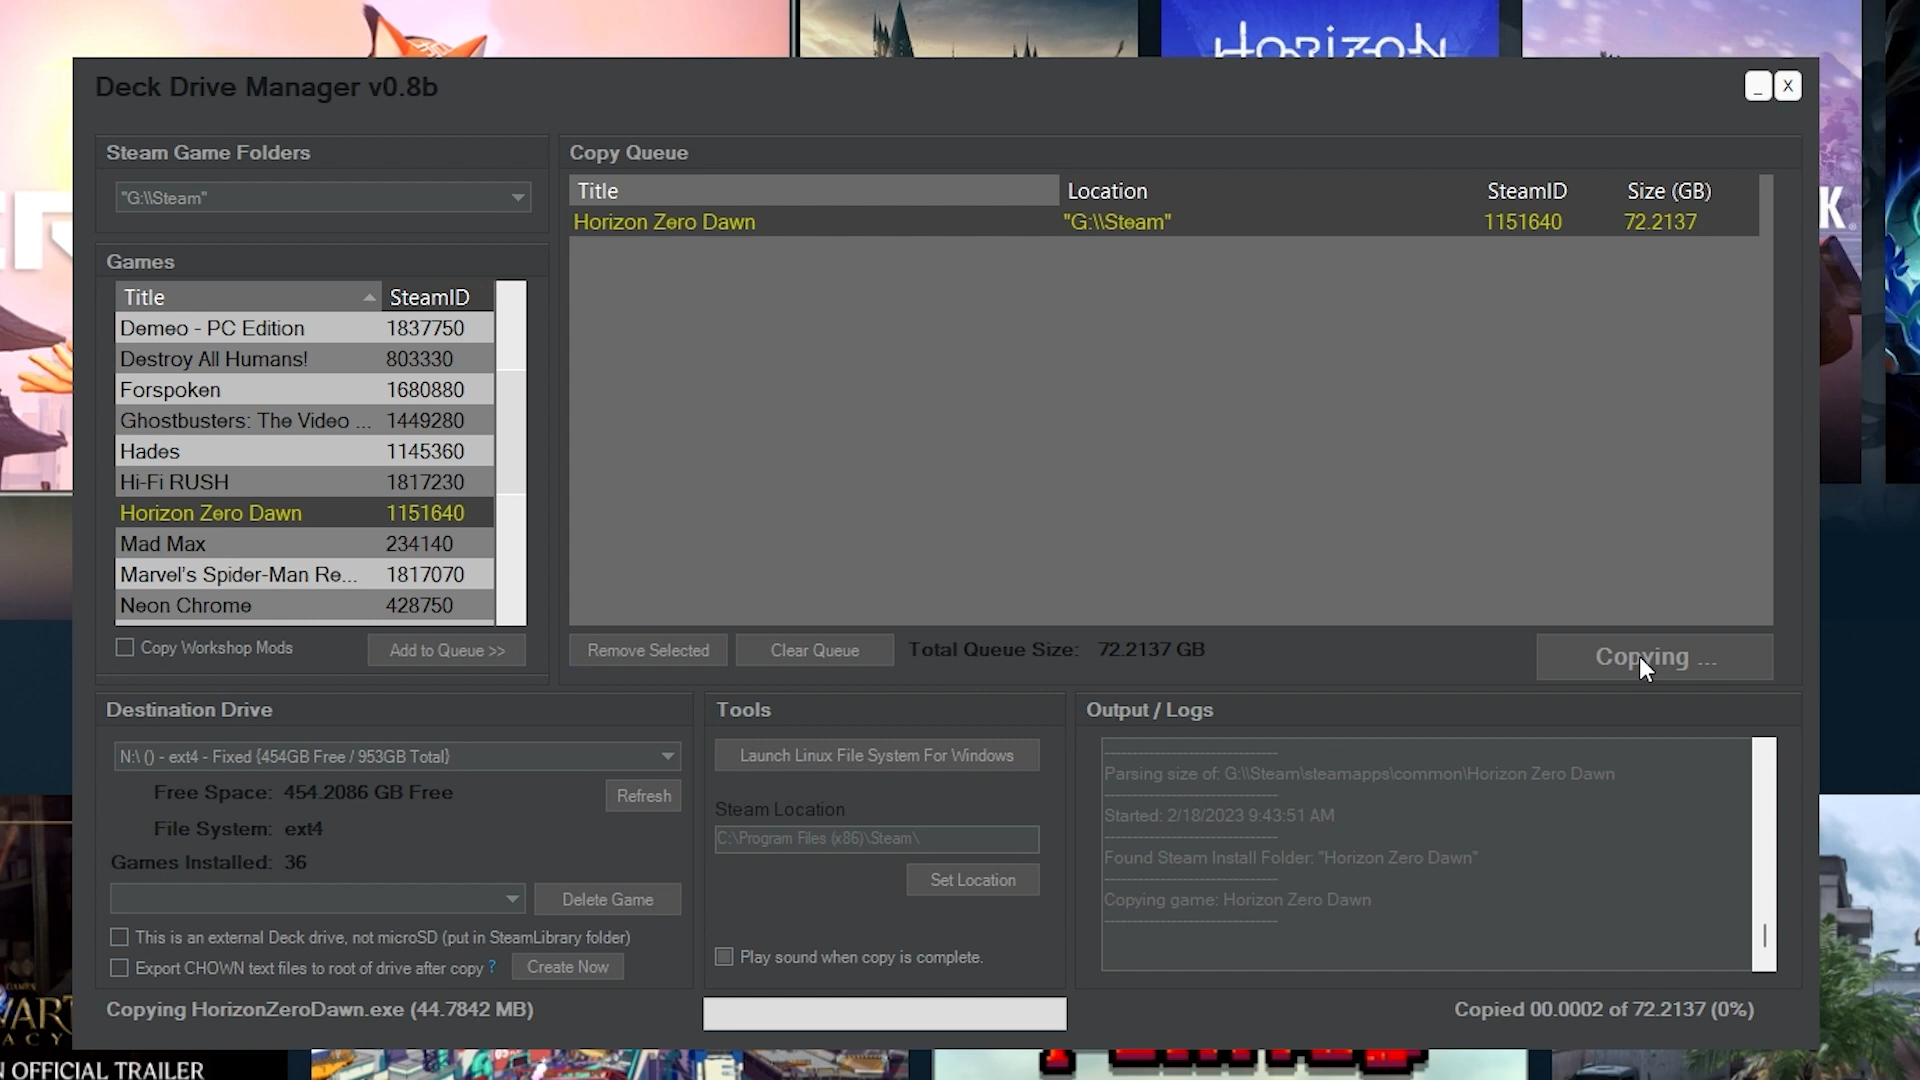 HORIZON
Deck Drive Manager v0.8b
_ X
Steam Game Folders
"G:\\Steam"
Games
Title SteamID
Demeo - PC Edition 1837750
Destroy All Humans! 803330
Forspoken 1680880
Ghostbusters: The Video ... 1449280
Hades 1145360
Hi-Fi RUSH 1817230
Horizon Zero Dawn 1151640
Mad Max 234140
Marvel's Spider-Man Re... 1817070
Neon Chrome 428750
Copy Workshop Mods
Add to Queue >>
Copy Queue
Title Location SteamID Size (GB)
Horizon Zero Dawn "G:\\Steam" 1151640 72.2137
Remove Selected
Clear Queue
Total Queue Size: 72.2137 GB
Copying ...
Destination Drive
N:\ () - ext4 - Fixed {454GB Free / 953GB Total}
Free Space: 454.2086 GB Free
Refresh
File System: ext4
Games Installed: 36
Delete Game
This is an external Deck drive, not microSD (put in SteamLibrary folder)
Export CHOWN text files to root of drive after copy ?
Create Now
Tools
Launch Linux File System For Windows
Steam Location
C:\Program Files (x86)\Steam\
Set Location
Play sound when copy is complete.
Output / Logs
------------------------------
Parsing size of: G:\\Steam\steamapps\common\Horizon Zero Dawn
------------------------------
Started: 2/18/2023 9:43:51 AM
------------------------------
Found Steam Install Folder: "Horizon Zero Dawn"
------------------------------
Copying game: Horizon Zero Dawn
------------------------------
Copying HorizonZeroDawn.exe (44.7842 MB)
Copied 00.0002 of 72.2137 (0%)
OFFICIAL TRAILER